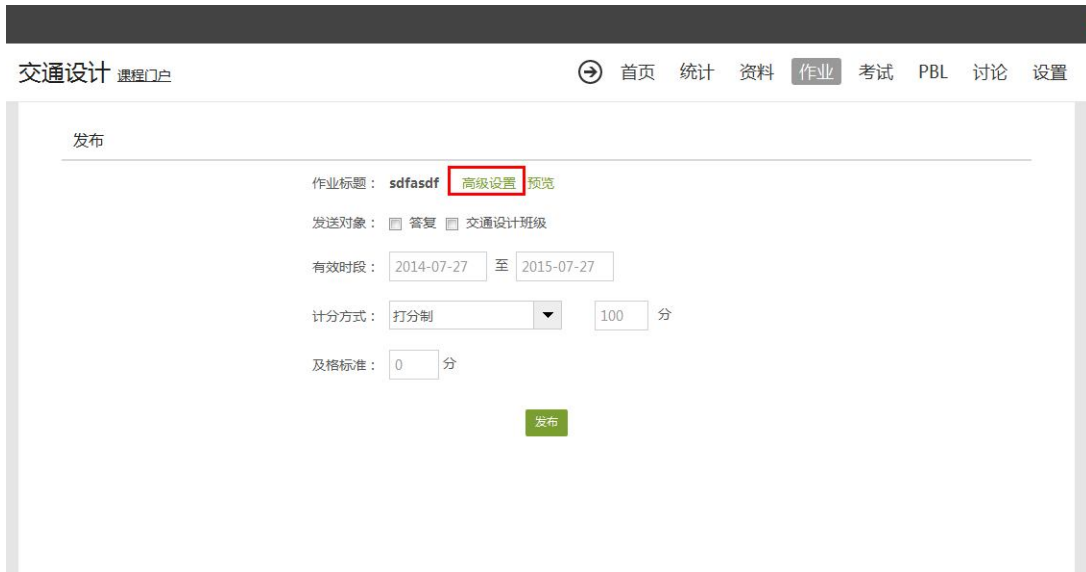 交通设计 课程门户 首页 统计 资料 作业 考试 PBL 讨论 设置
发布
作业标题： sdfasdf 高级设置 预览
发送对象： 答复 交通设计班级
有效时段： 2014-07-27 至 2015-07-27
计分方式： 打分制 100 分
及格标准： 0 分
发布